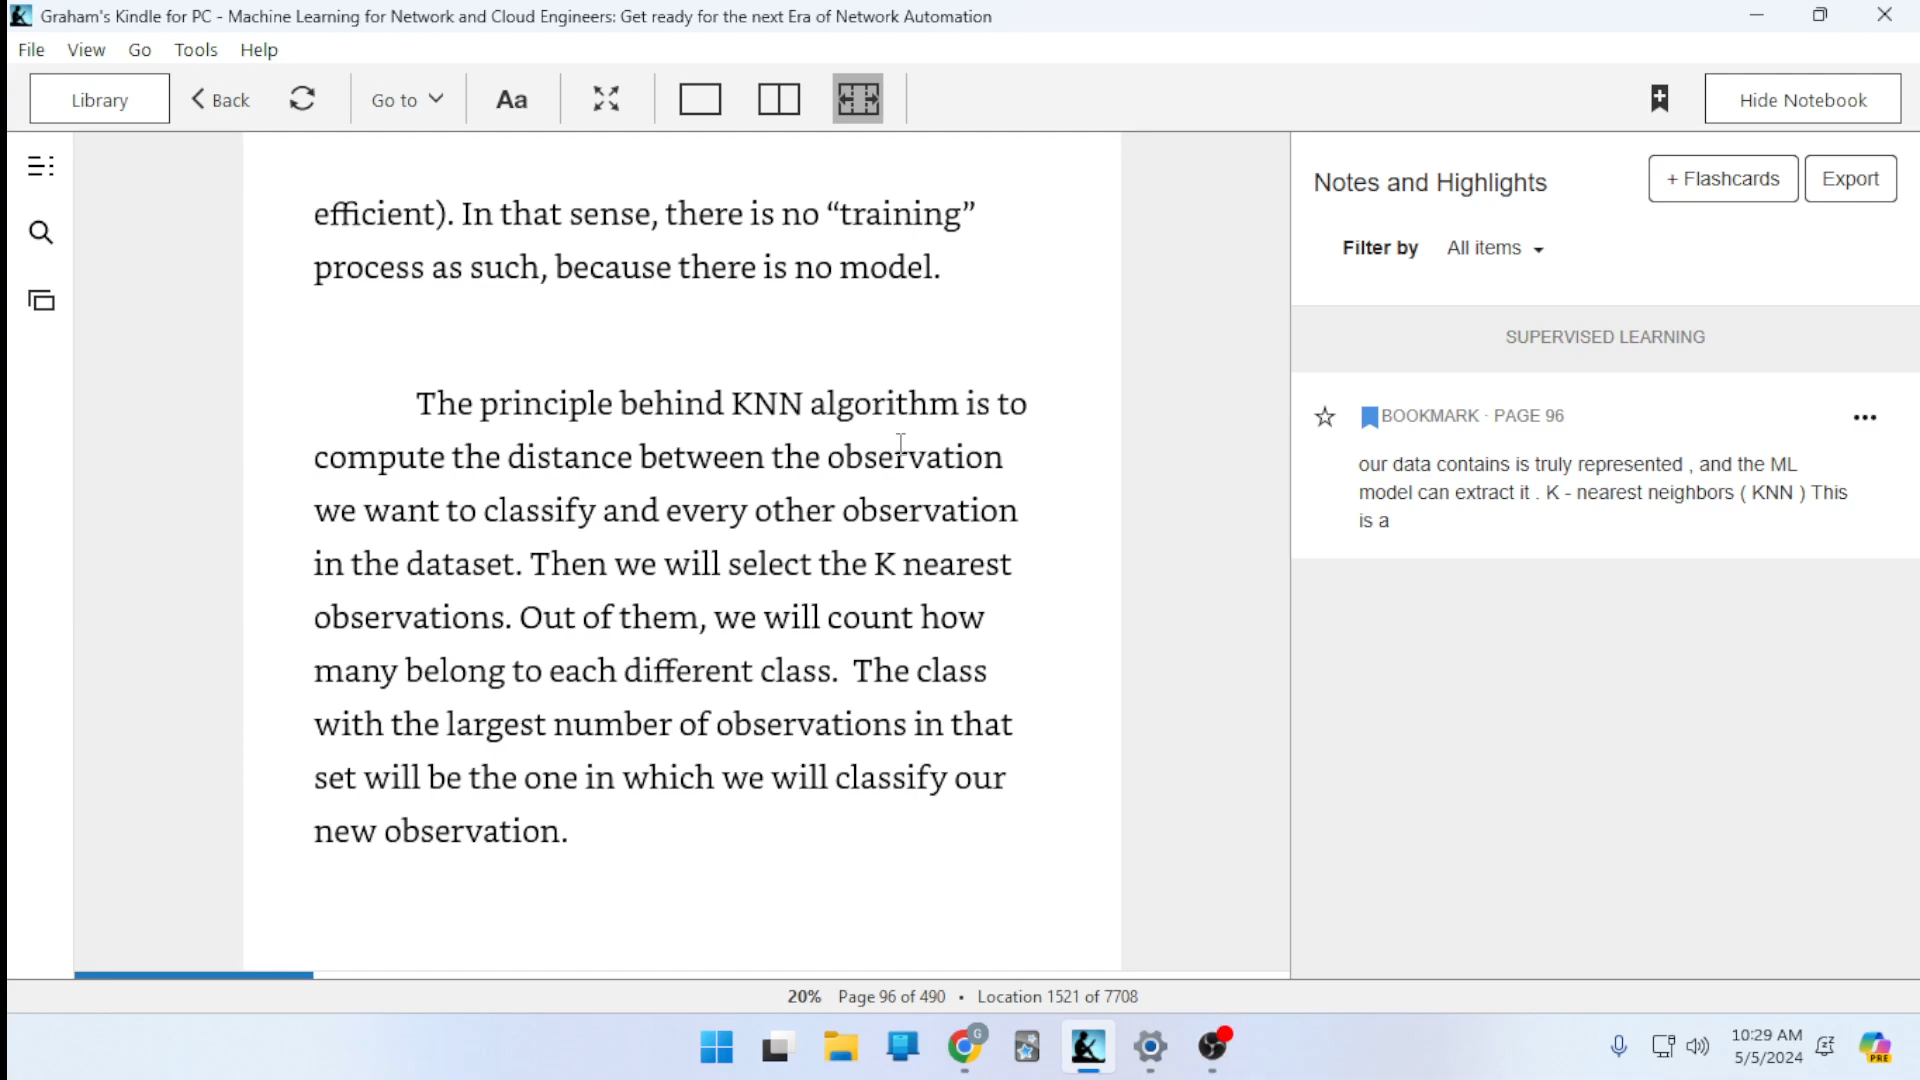 Graham's Kindle for PC - Machine Learning for Network and Cloud Engineers: Get ready for the next Era of Network Automation
File View Go Tools Help
Library Back Go to Aa Hide Notebook
efficient). In that sense, there is no “training”
process as such, because there is no model.
The principle behind KNN algorithm is to
compute the distance between the observation
we want to classify and every other observation
in the dataset. Then we will select the K nearest
observations. Out of them, we will count how
many belong to each different class.  The class
with the largest number of observations in that
set will be the one in which we will classify our
new observation.
Notes and Highlights + Flashcards Export
Filter by All items
SUPERVISED LEARNING
BOOKMARK · PAGE 96
our data contains is truly represented , and the ML
model can extract it . K - nearest neighbors ( KNN ) This
is a
20% Page 96 of 490 • Location 1521 of 7708
G
10:29 AM
5/5/2024
PRE